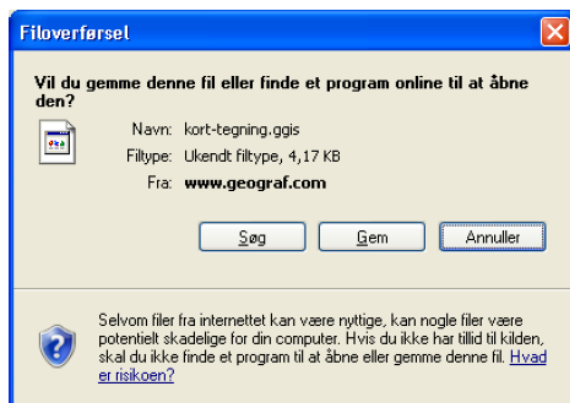 Filoverførsel
Vil du gemme denne fil eller finde et program online til at åbne
den?
Navn: kort-tegning.ggis
Filtype: Ukendt filtype, 4,17 KB
Fra: www.geograf.com
Søg Gem Annuller
Selvom filer fra internettet kan være nyttige, kan nogle filer være
potentielt skadelige for din computer. Hvis du ikke har tillid til kilden,
skal du ikke finde et program til at åbne eller gemme denne fil. Hvad
er risikoen?